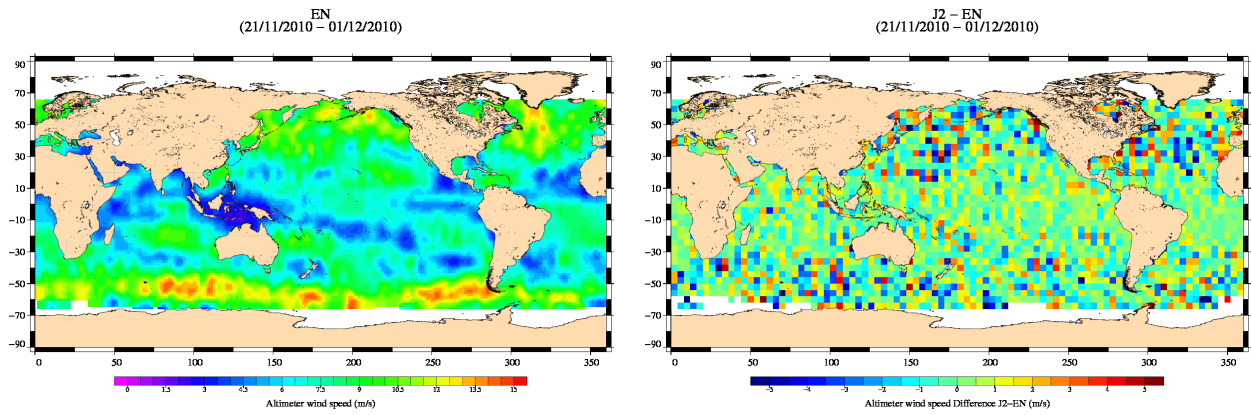 EN
(21/11/2010 – 01/12/2010)
90
70
50
30
10
−10
−30
−50
−70
−90
0 50 100 150 200 250 300 350
0 1.5 3 4.5 6 7.5 9 10.5 12 13.5 15
Altimeter wind speed (m/s)
J2 – EN
(21/11/2010 – 01/12/2010)
90
70
50
30
10
−10
−30
−50
−70
−90
0 50 100 150 200 250 300 350
−5 −4 −3 −2 −1 0 1 2 3 4 5
Altimeter wind speed Difference J2−EN (m/s)